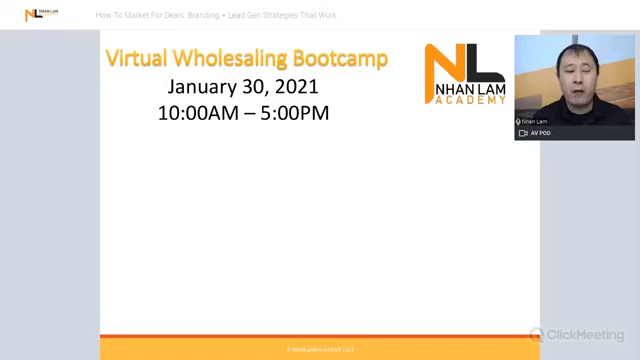 NL NHAN LAM ACADEMY
How To Market For Deals: Branding + Lead Gen Strategies That Work
Virtual Wholesaling Bootcamp
January 30, 2021
10:00AM – 5:00PM
NL
NHAN LAM
ACADEMY
Nhan Lam
AV POD
ClickMeeting
© NHAN LAM ACADEMY 2021